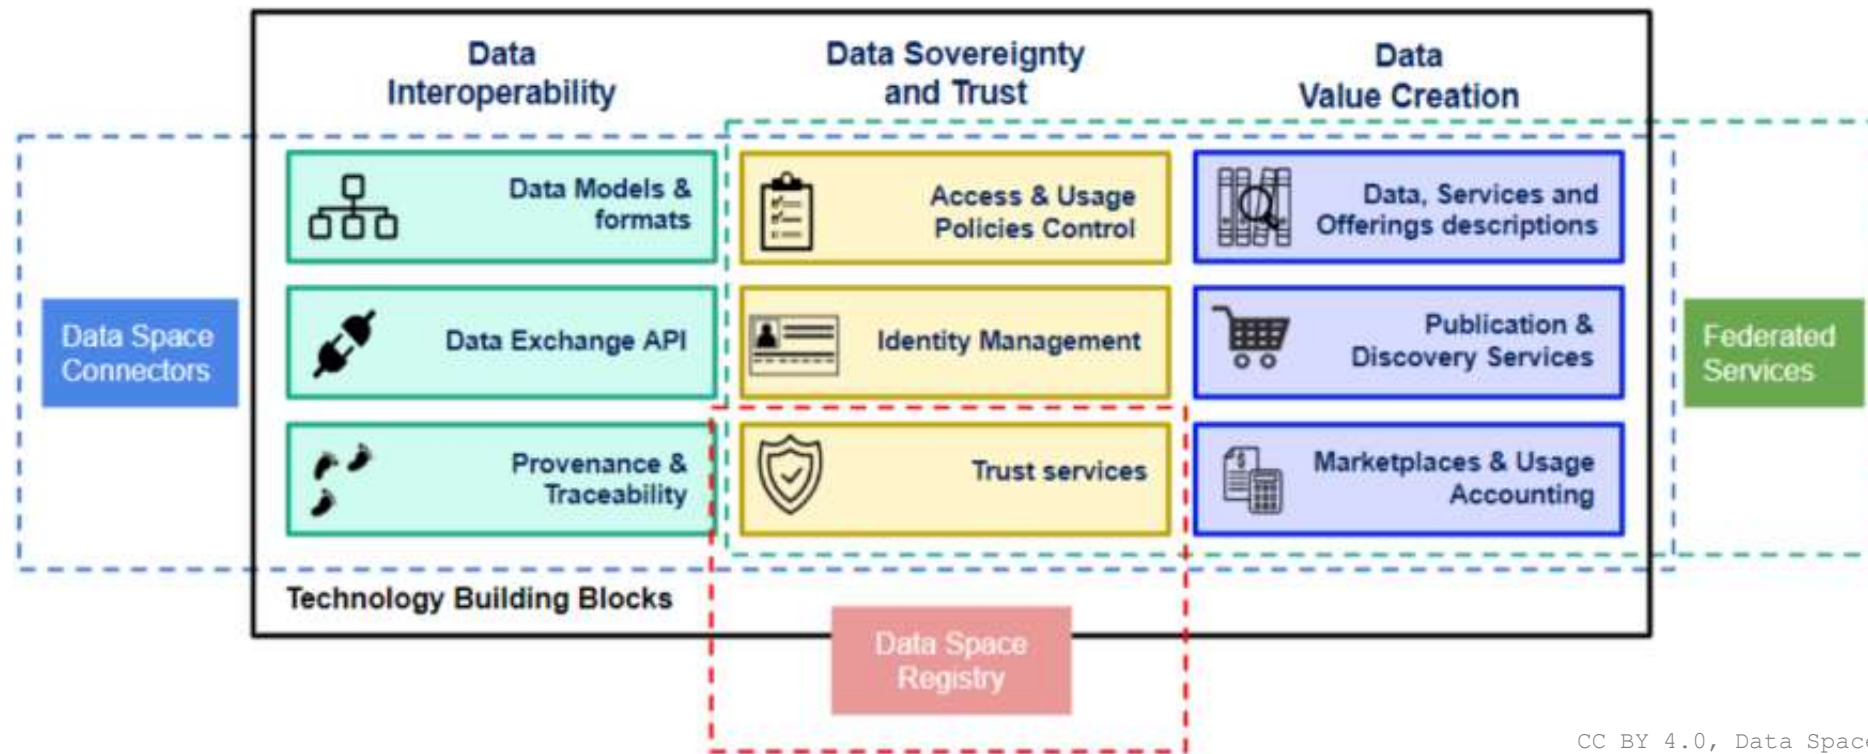 Data
Interoperability
Data Sovereignty
and Trust
Data
Value Creation
Data Models &
formats
Access & Usage
Policies Control
Data, Services and
Offerings descriptions
Data Space
Connectors
Data Exchange API
Identity Management
Publication &
Discovery Services
Federated
Services
Provenance &
Traceability
Trust services
Marketplaces & Usage
Accounting
Technology Building Blocks
Data Space
Registry
CC BY 4.0, Data Space